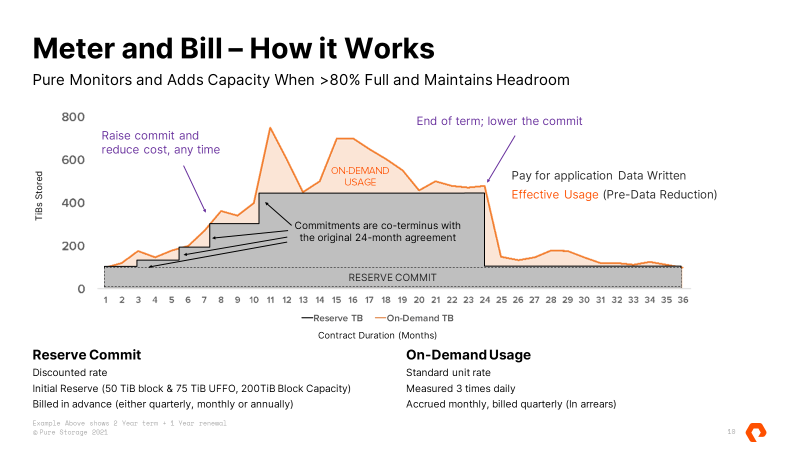 Meter and Bill – How it Works
Pure Monitors and Adds Capacity When >80% Full and Maintains Headroom
800
600
400
200
0
TiBs Stored
Raise commit and
reduce cost, any time
End of term; lower the commit
ON-DEMAND
USAGE
Pay for application Data Written
Effective Usage (Pre-Data Reduction)
Commitments are co-terminus with
the original 24-month agreement
RESERVE COMMIT
1 2 3 4 5 6 7 8 9 10 11 12 13 14 15 16 17 18 19 20 21 22 23 24 25 26 27 28 29 30 31 32 33 34 35 36
Reserve TB On-Demand TB
Contract Duration (Months)
Reserve Commit
Discounted rate
Initial Reserve (50 TiB block & 75 TiB UFFO, 200TiB Block Capacity)
Billed in advance (either quarterly, monthly or annually)
On-Demand Usage
Standard unit rate
Measured 3 times daily
Accrued monthly, billed quarterly (In arrears)
Example Above shows 2 Year term + 1 Year renewal
© Pure Storage 2021
16